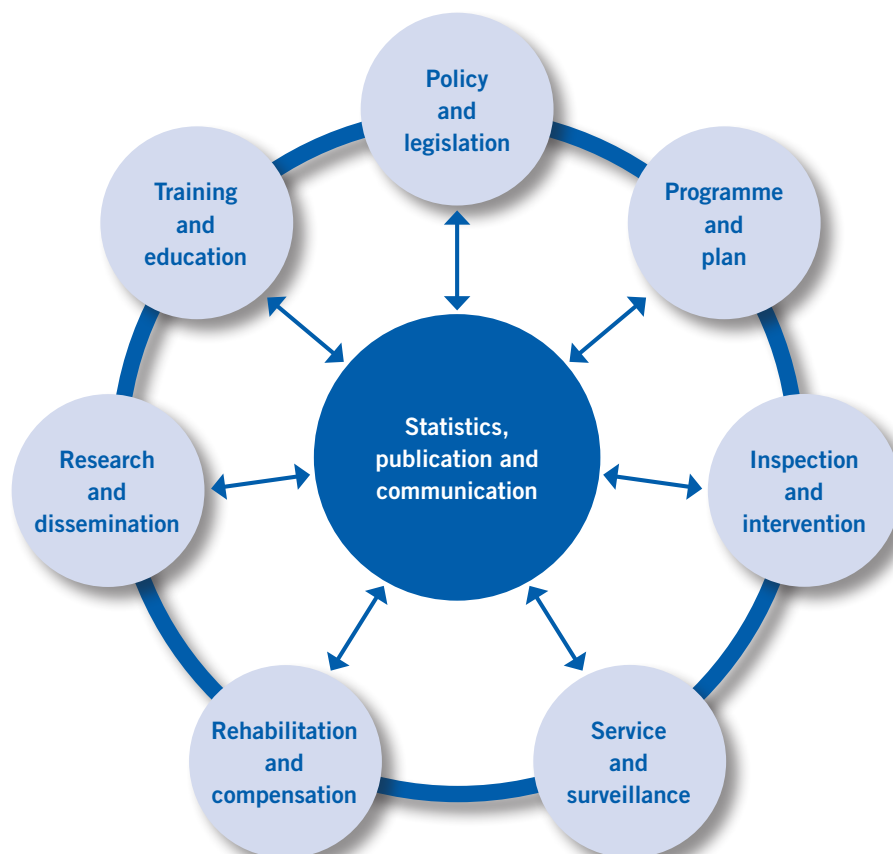 Policy
and
legislation
Programme
and
plan
Inspection
and
intervention
Service
and
surveillance
Rehabilitation
and
compensation
Research
and
dissemination
Training
and
education
Statistics,
publication and
communication